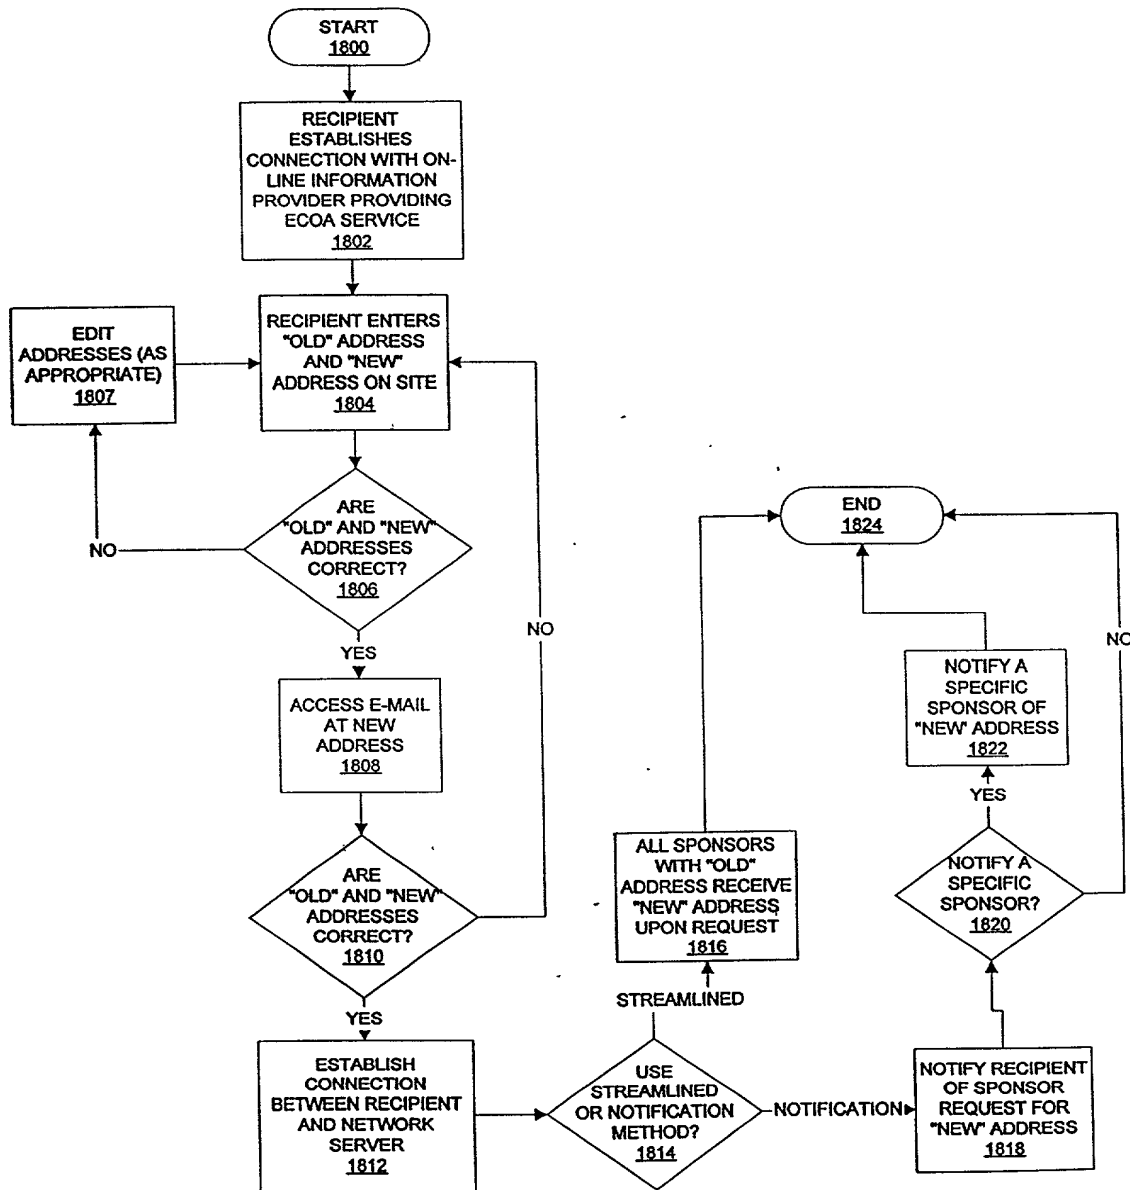 START
1800
RECIPIENT
ESTABLISHES
CONNECTION WITH ON-
LINE INFORMATION
PROVIDER PROVIDING
ECOA SERVICE
1802
EDIT
ADDRESSES (AS
APPROPRIATE)
1807
RECIPIENT ENTERS
"OLD" ADDRESS
AND "NEW"
ADDRESS ON SITE
1804
ARE
"OLD" AND "NEW"
ADDRESSES
CORRECT?
1806
NO
YES
ACCESS E-MAIL
AT NEW
ADDRESS
1808
ARE
"OLD" AND "NEW"
ADDRESSES
CORRECT?
1810
NO
YES
ESTABLISH
CONNECTION
BETWEEN RECIPIENT
AND NETWORK
SERVER
1812
USE
STREAMLINED
OR NOTIFICATION
METHOD?
1814
STREAMLINED
ALL SPONSORS
WITH "OLD"
ADDRESS RECEIVE
"NEW" ADDRESS
UPON REQUEST
1816
NOTIFICATION
NOTIFY RECIPIENT
OF SPONSOR
REQUEST FOR
"NEW" ADDRESS
1818
NOTIFY A
SPECIFIC
SPONSOR?
1820
YES
NO
NOTIFY A
SPECIFIC
SPONSOR OF
"NEW" ADDRESS
1822
END
1824